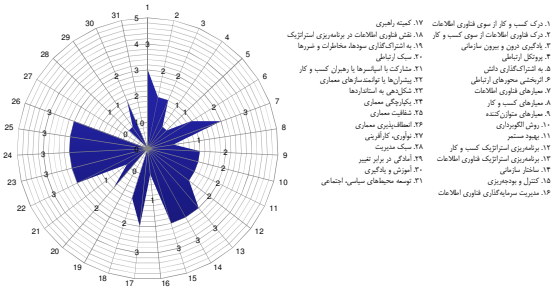 ۱. درک کسب و کار از سوی فناوری اطلاعات
۲. درک فناوری اطلاعات از سوی کسب و کار
۳. یادگیری درون و بیرون سازمانی
۴. پروتکل ارتباطی
۵. به اشتراک‌گذاری دانش
۶. اثربخشی محورهای ارتباطی
۷. معیارهای فناوری اطلاعات
۸. معیارهای کسب و کار
۹. معیارهای متوازن‌کننده
۱۰. روش الگوبرداری
۱۱. بهبود مستمر
۱۲. برنامه‌ریزی استراتژیک کسب و کار
۱۳. برنامه‌ریزی استراتژیک فناوری اطلاعات
۱۴. ساختار سازمانی
۱۵. کنترل و بودجه‌ریزی
۱۶. مدیریت سرمایه‌گذاری فناوری اطلاعات
۱۷. کمیته راهبری
۱۸. نقش فناوری اطلاعات در برنامه‌ریزی استراتژیک
۱۹. به اشتراک‌گذاری سودها، مخاطرات و ضررها
۲۰. سبک ارتباطی
۲۱. مشارکت با اسپانسرها یا رهبران کسب و کار
۲۲. پیشران‌ها یا توانمندسازهای معماری
۲۳. شکل‌دهی به استانداردها
۲۴. یکپارچگی معماری
۲۵. شفافیت معماری
۲۶. انعطاف‌پذیری معماری
۲۷. نوآوری، کارآفرینی
۲۸. سبک مدیریت
۲۹. آمادگی در برابر تغییر
۳۰. آموزش و یادگیری
۳۱. توسعه محیط‌های سیاسی، اجتماعی
1
2
3
4
5
6
7
8
9
10
11
12
13
14
15
16
17
18
19
20
21
22
23
24
25
26
27
28
29
30
31